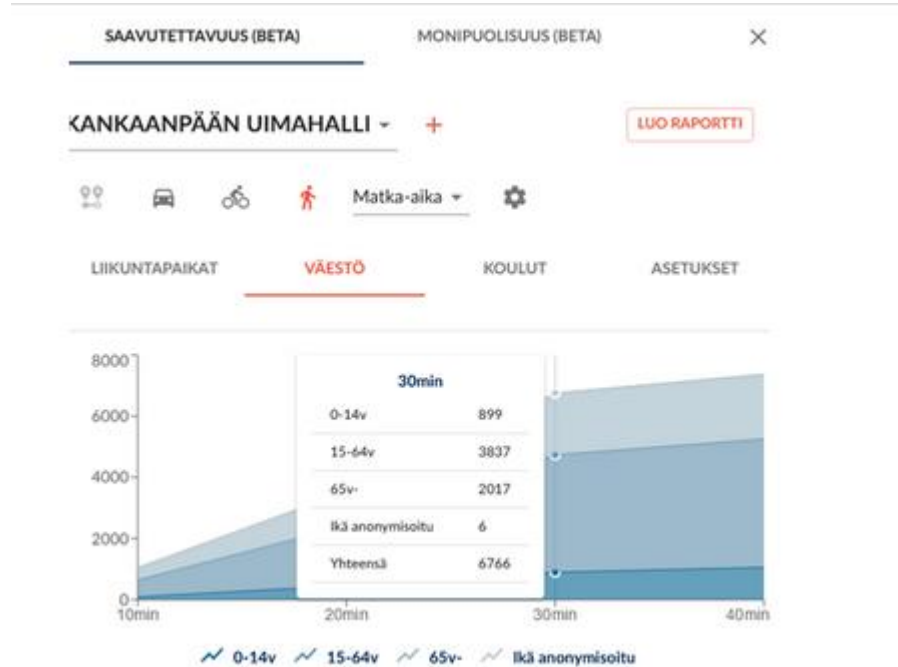 SAAVUTETTAVUUS (BETA) MONIPUOLISUUS (BETA)
KANKAANPÄÄN UIMAHALLI
LUO RAPORTTI
Matka-aika
LIIKUNTAPAIKAT VÄESTÖ KOULUT ASETUKSET
8000
6000
4000
2000
0
30min
0-14v 899
15-64v 3837
65v- 2017
Ikä anonymisoitu 6
Yhteensä 6766
10min 20min 30min 40min
0-14v 15-64v 65v- Ikä anonymisoitu